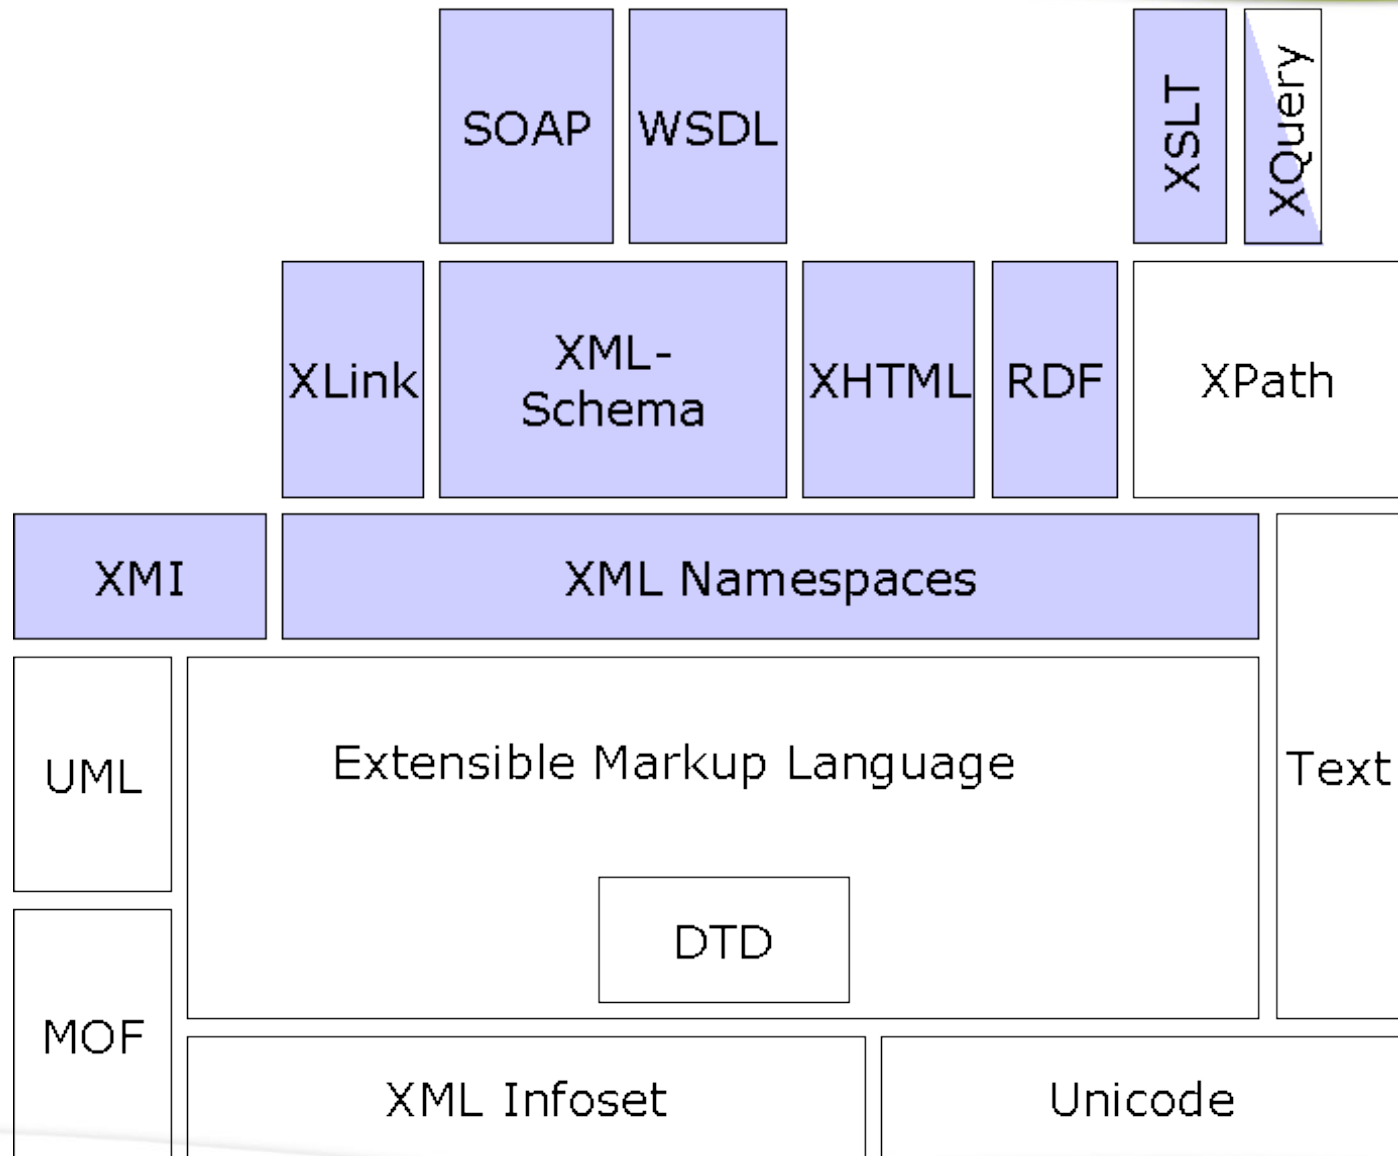 SOAP
WSDL
XSLT
XQuery
XLink
XML-
Schema
XHTML
RDF
XPath
XMI
XML Namespaces
UML
Extensible Markup Language
Text
DTD
MOF
XML Infoset
Unicode